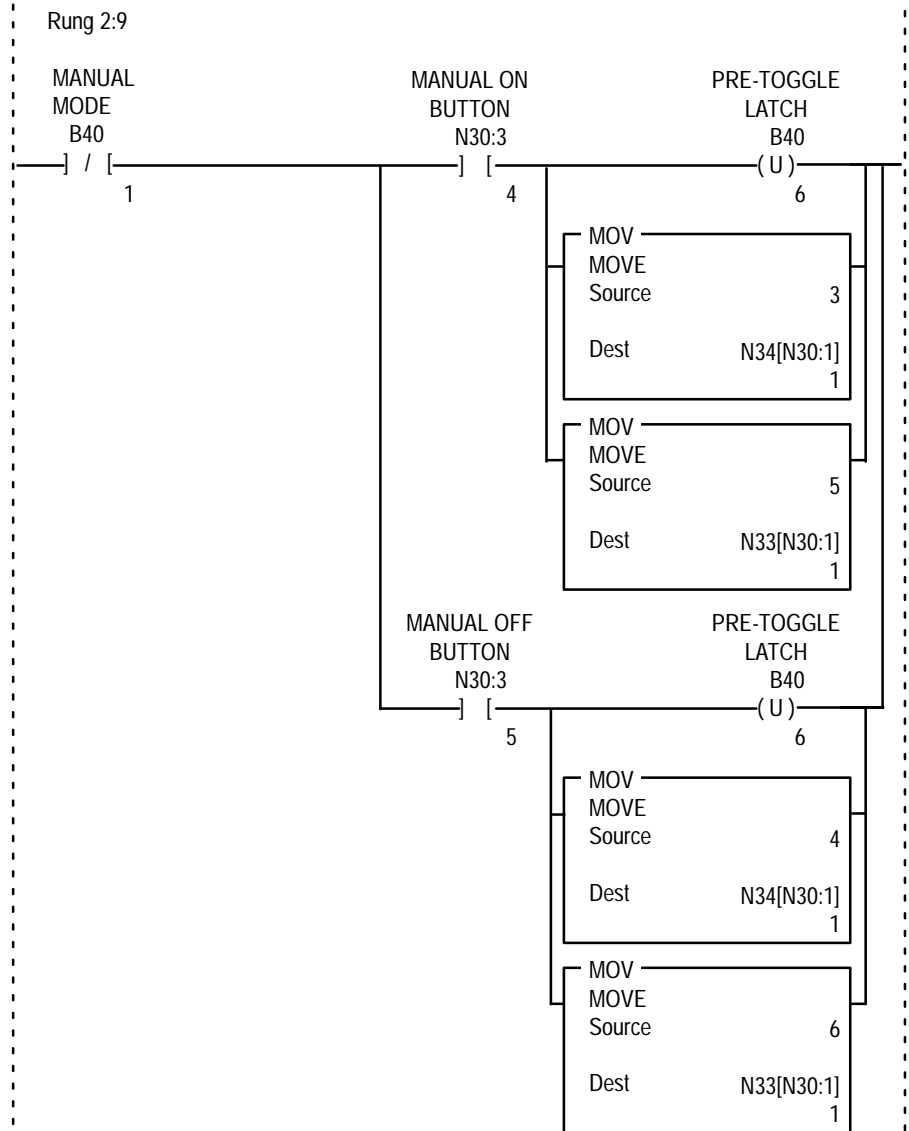 Rung 2:9
MANUAL
MODE
B40
] / [
1
MANUAL ON
BUTTON
N30:3
] [
4
PRE-TOGGLE
LATCH
B40
( U )
6
MOV
MOVE
Source 3
Dest N34[N30:1]
1
MOV
MOVE
Source 5
Dest N33[N30:1]
1
MANUAL OFF
BUTTON
N30:3
] [
5
PRE-TOGGLE
LATCH
B40
( U )
6
MOV
MOVE
Source 4
Dest N34[N30:1]
1
MOV
MOVE
Source 6
Dest N33[N30:1]
1